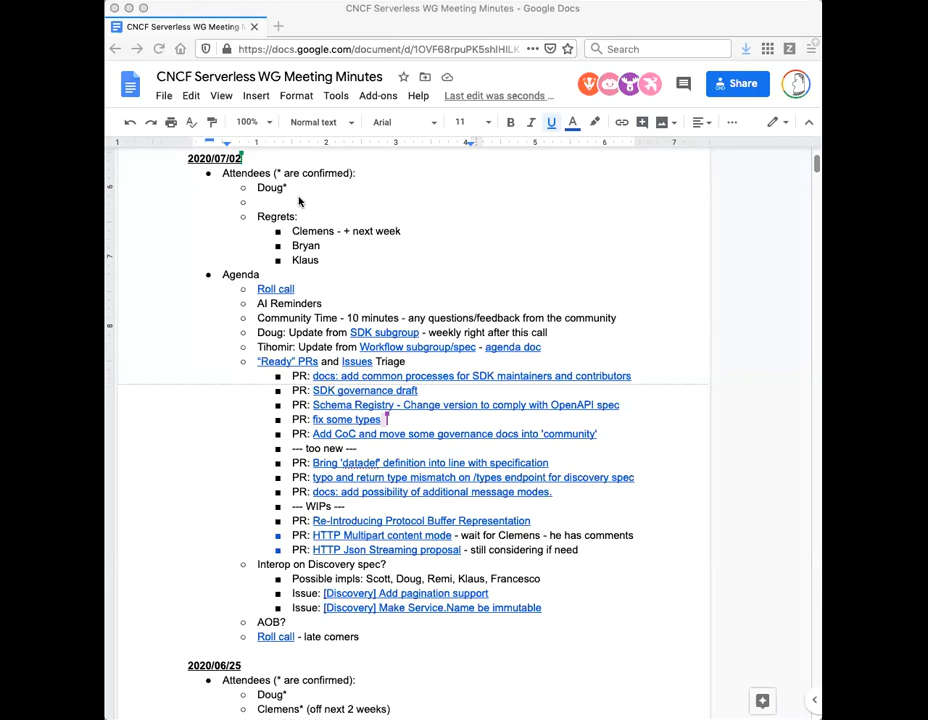 CNCF Serverless WG Meeting Minutes - Google Docs
CNCF Serverless WG Meeting M
https://docs.google.com/document/d/1OVF68rpuPK5shIHILK
Search
CNCF Serverless WG Meeting Minutes
File Edit View Insert Format Tools Add-ons Help Last edit was seconds ...
Share
100% Normal text Arial 11 B I U A
1 1 2 3 4 5 6 7
2020/07/02
Attendees (* are confirmed):
Doug*
Regrets:
Clemens - + next week
Bryan
Klaus
Agenda
Roll call
AI Reminders
Community Time - 10 minutes - any questions/feedback from the community
Doug: Update from SDK subgroup - weekly right after this call
Tihomir: Update from Workflow subgroup/spec - agenda doc
“Ready” PRs and Issues Triage
PR: docs: add common processes for SDK maintainers and contributors
PR: SDK governance draft
PR: Schema Registry - Change version to comply with OpenAPI spec
PR: fix some types
PR: Add CoC and move some governance docs into 'community'
--- too new ---
PR: Bring 'datadef' definition into line with specification
PR: typo and return type mismatch on /types endpoint for discovery spec
PR: docs: add possibility of additional message modes.
--- WIPs ---
PR: Re-Introducing Protocol Buffer Representation
PR: HTTP Multipart content mode - wait for Clemens - he has comments
PR: HTTP Json Streaming proposal - still considering if need
Interop on Discovery spec?
Possible impls: Scott, Doug, Remi, Klaus, Francesco
Issue: [Discovery] Add pagination support
Issue: [Discovery] Make Service.Name be immutable
AOB?
Roll call - late comers
2020/06/25
Attendees (* are confirmed):
Doug*
Clemens* (off next 2 weeks)